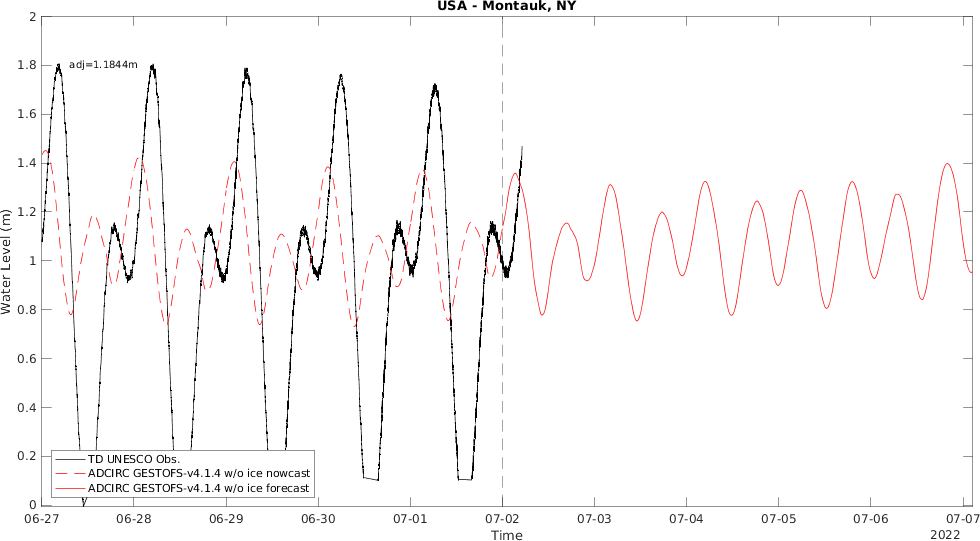 USA - Montauk, NY
adj=1.1844m
2
1.8
1.6
1.4
1.2
1
0.8
0.6
0.4
0.2
0
Water Level (m)
TD UNESCO Obs.
ADCIRC GESTOFS-v4.1.4 w/o ice nowcast
ADCIRC GESTOFS-v4.1.4 w/o ice forecast
06-27 06-28 06-29 06-30 07-01 07-02 07-03 07-04 07-05 07-06 07-07
Time
2022